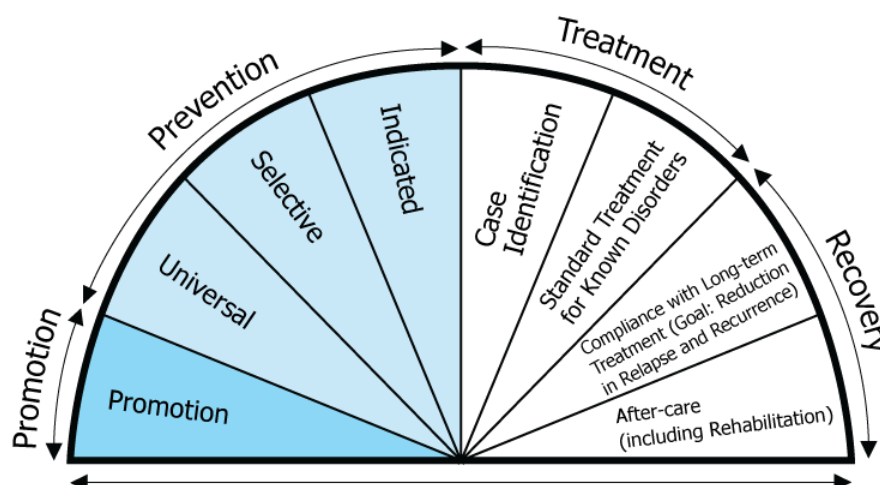 Promotion
Prevention
Treatment
Recovery
Promotion
Universal
Selective
Indicated
Case
Identification
Standard Treatment
for Known Disorders
Compliance with Long-term
Treatment (Goal: Reduction
in Relapse and Recurrence)
After-care
(including Rehabilitation)